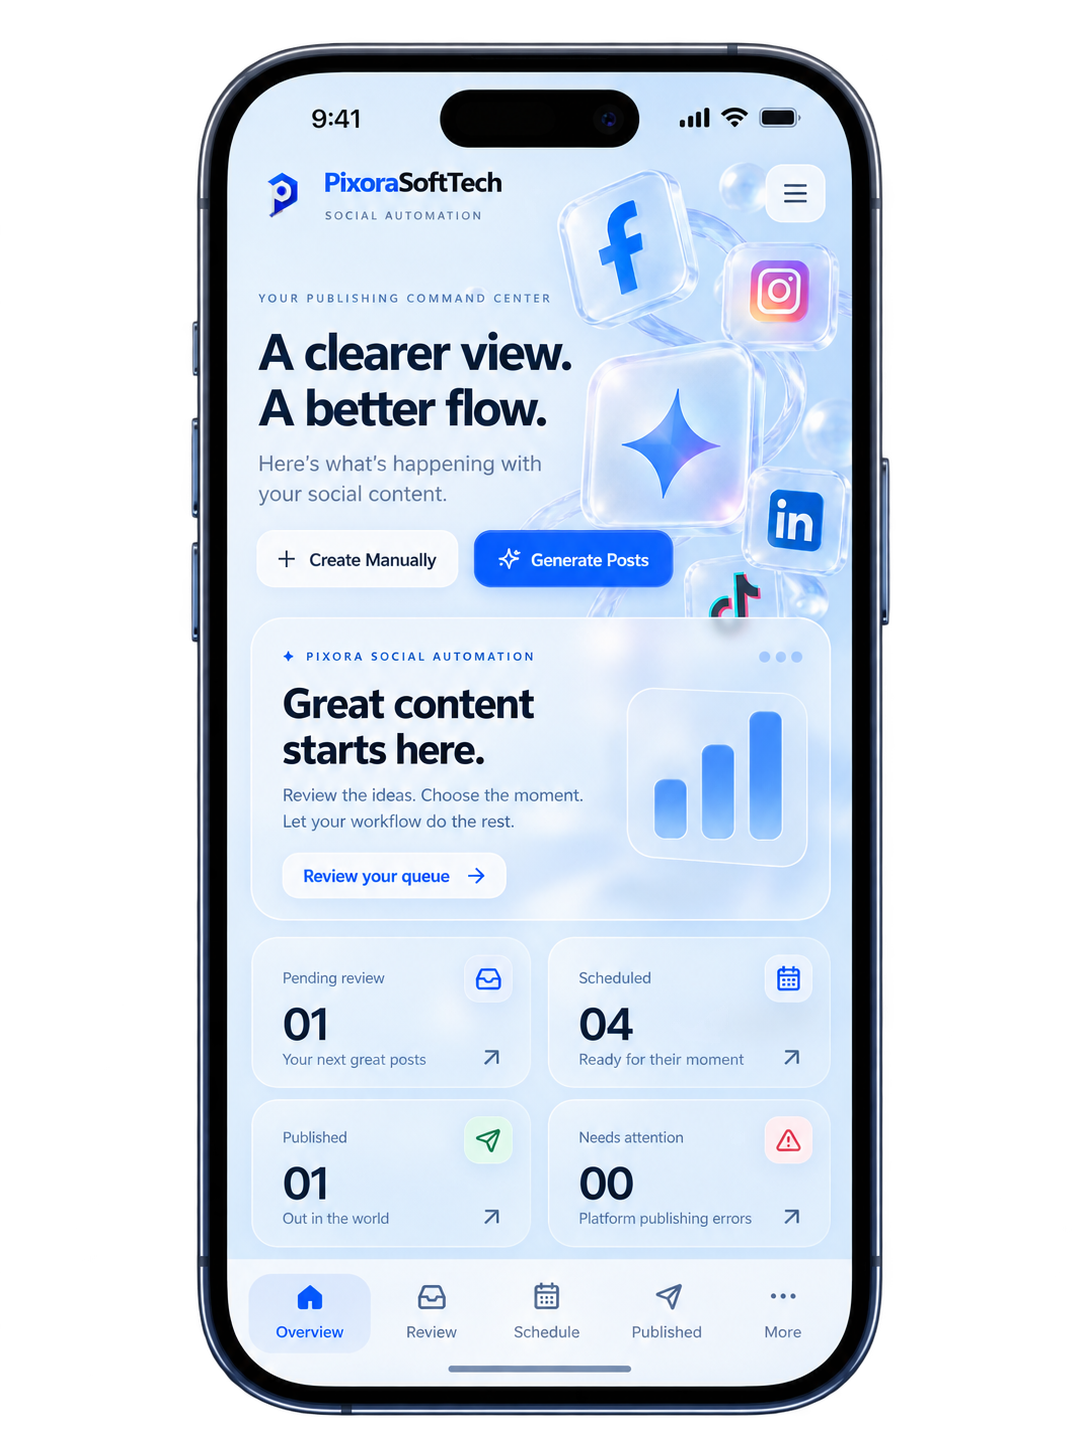 9:41
PixoraSoftTech
SOCIAL AUTOMATION
YOUR PUBLISHING COMMAND CENTER
A clearer view.
A better flow.
Here's what's happening with
your social content.
Create Manually
Generate Posts
in
PIXORA SOCIAL AUTOMATION
Great content
starts here.
Review the ideas. Choose the moment.
Let your workflow do the rest.
Review your queue
Pending review
01
Your next great posts
Scheduled
04
Ready for their moment
Published
01
Out in the world
Needs attention
00
Platform publishing errors
Overview
Review
Schedule
Published
More